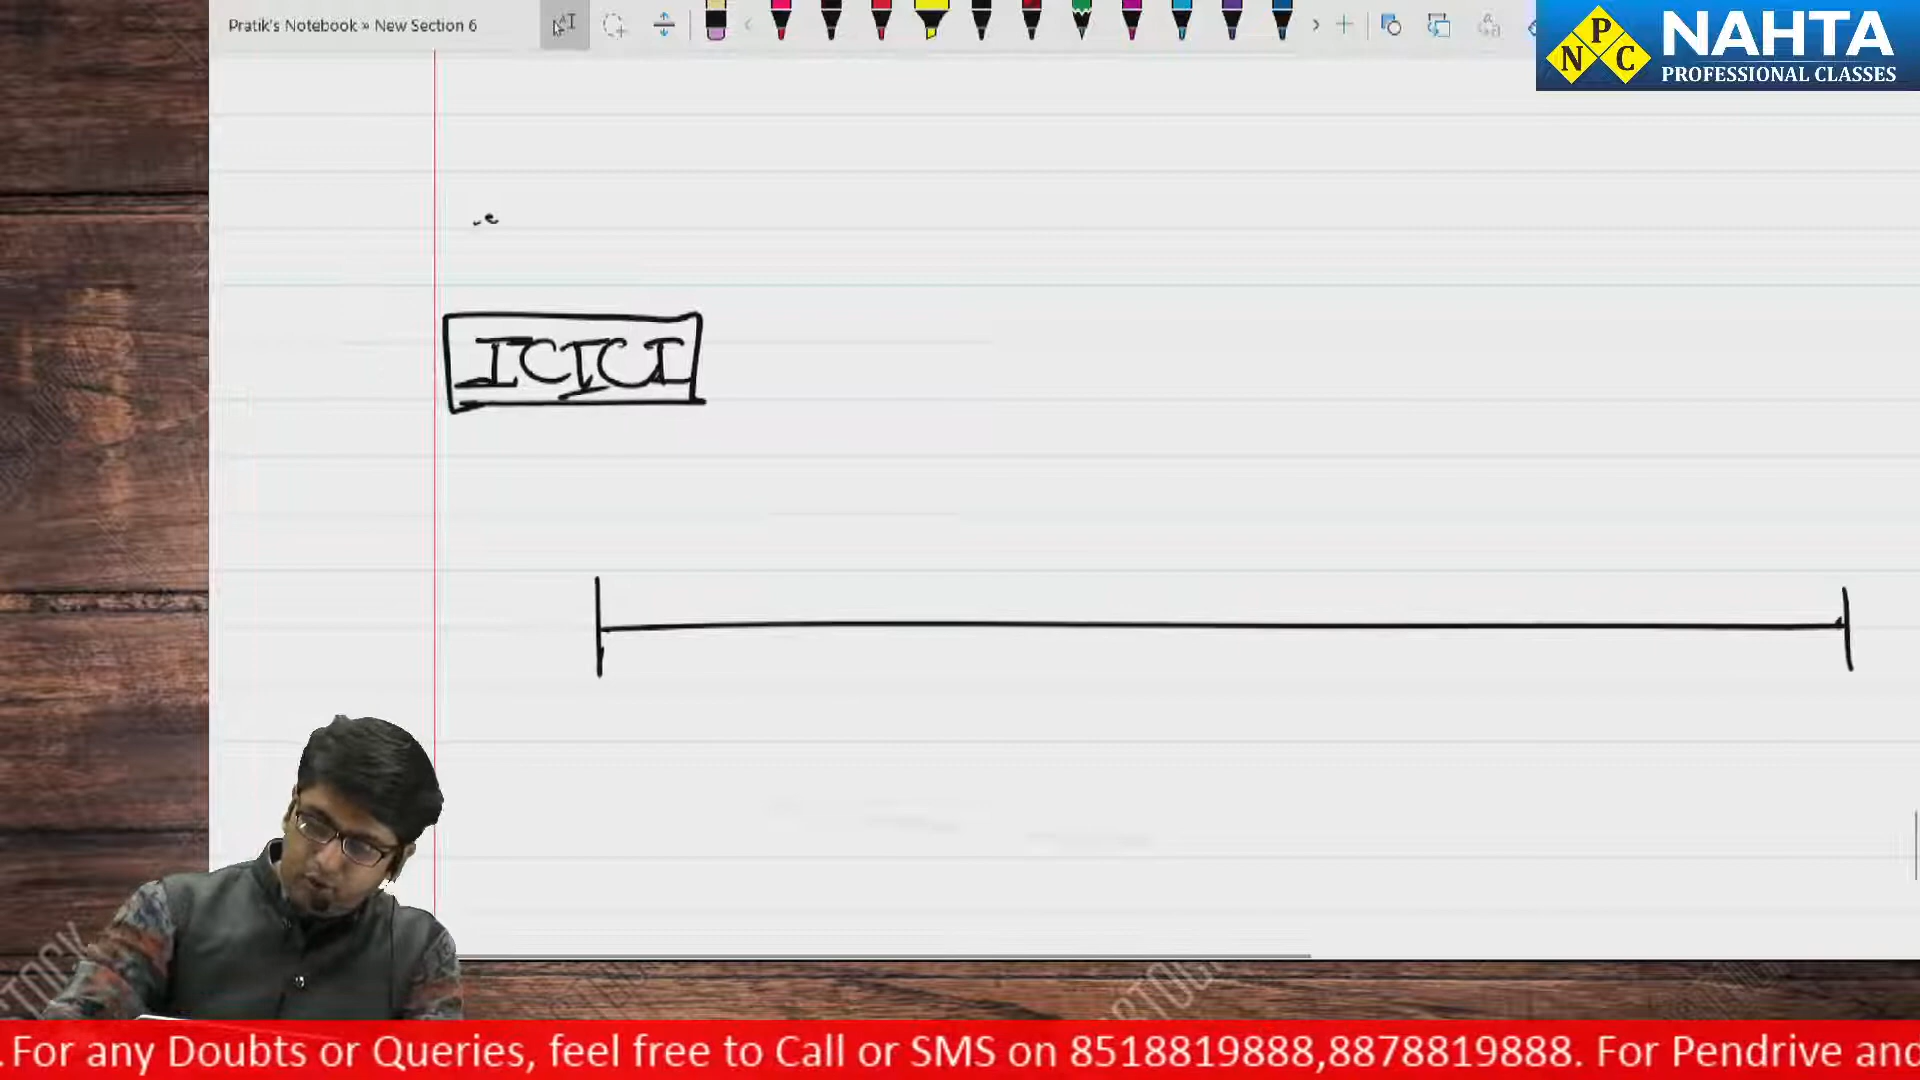 Pratik's Notebook » New Section 6
NPC
NAHTA
PROFESSIONAL CLASSES
ICICI
.For any Doubts or Queries, feel free to Call or SMS on 8518819888,8878819888. For Pendrive and